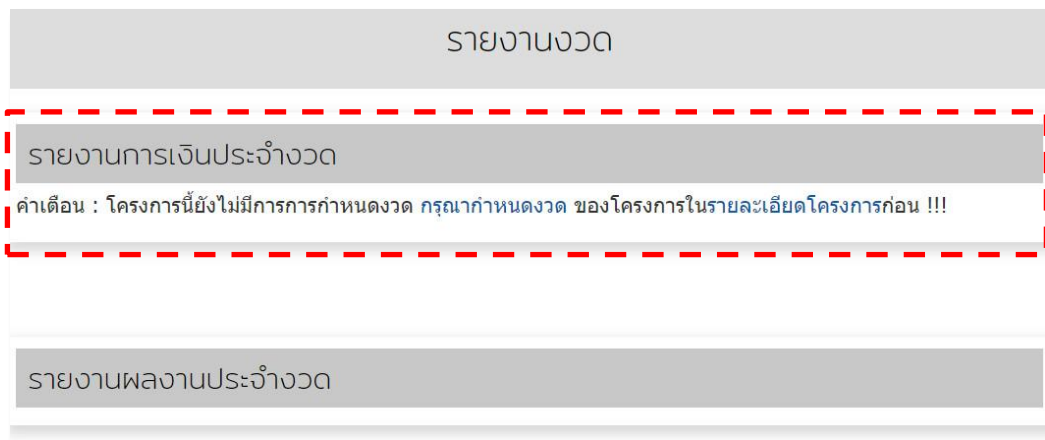 รายงานงวด
รายงานการเงินประจำงวด
คำเตือน : โครงการนี้ยังไม่มีการการกำหนดงวด กรุณากำหนดงวด ของโครงการในรายละเอียดโครงการก่อน !!!
รายงานผลงานประจำงวด